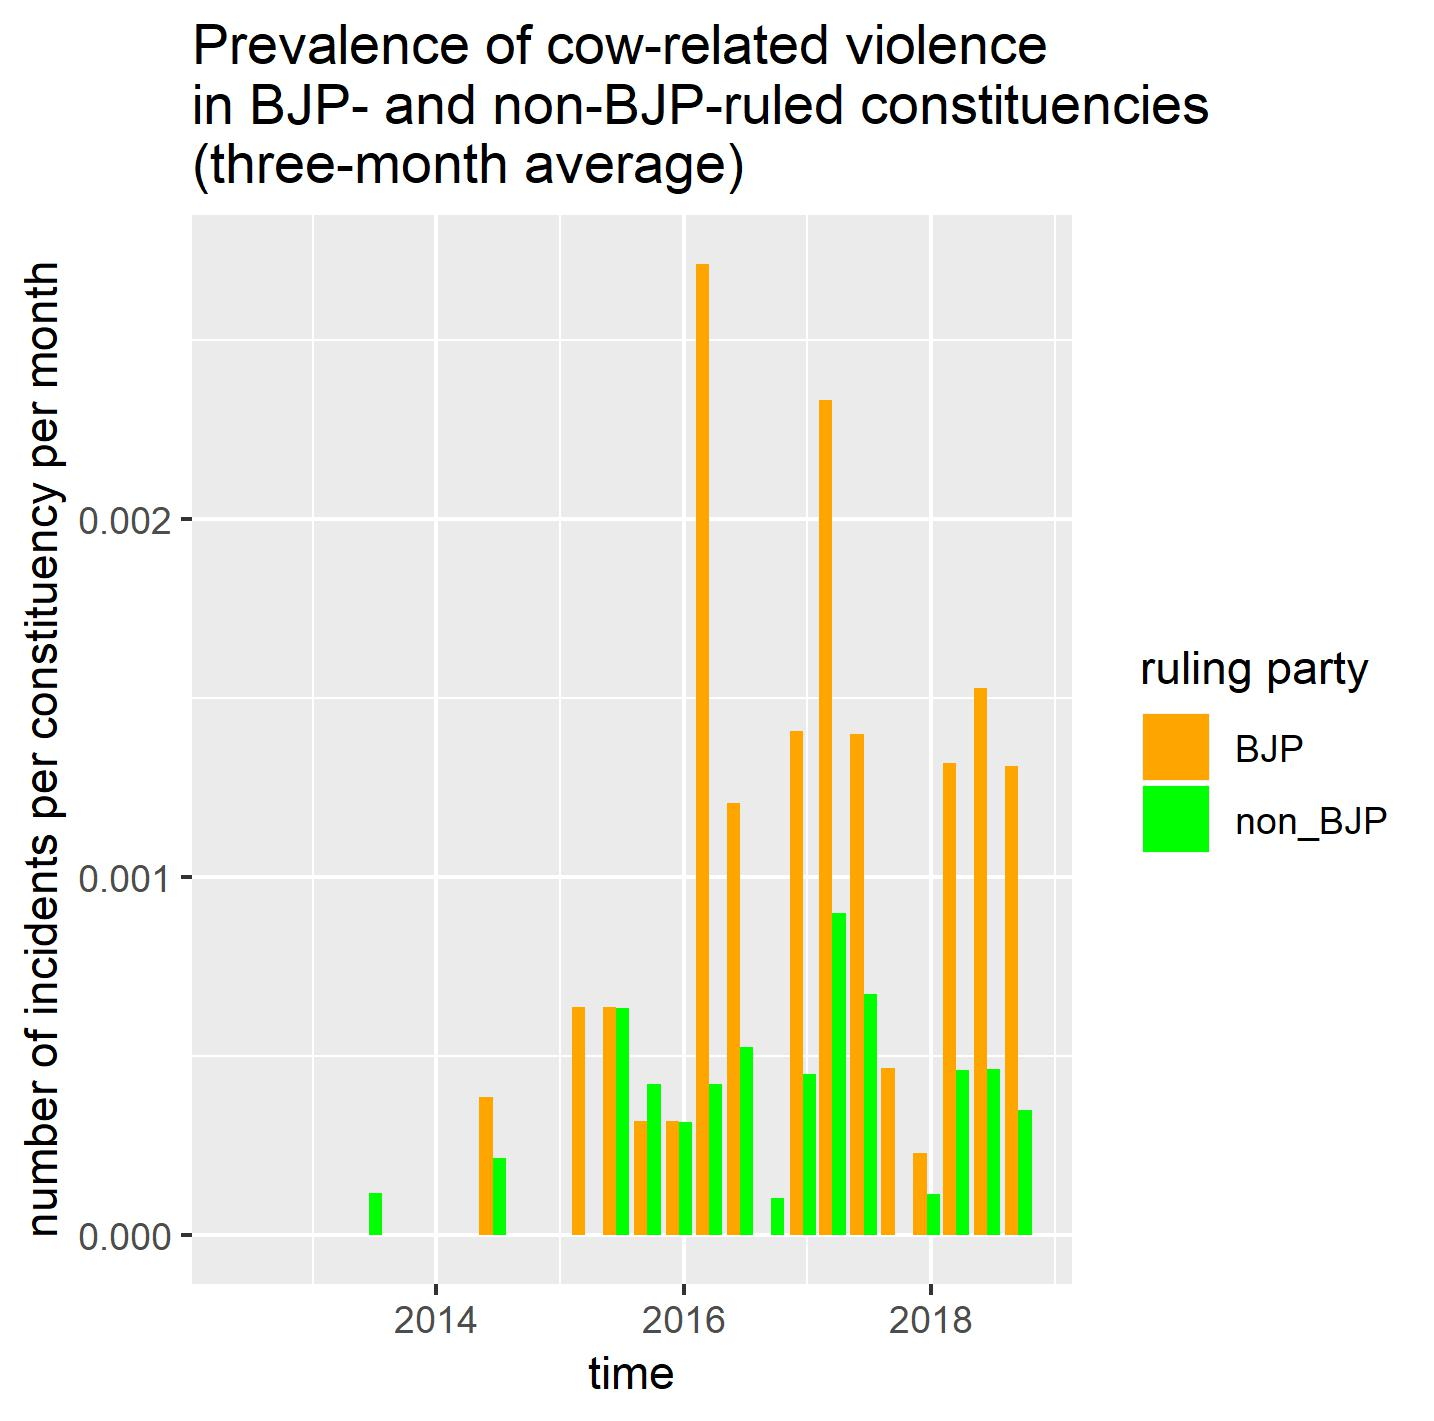 Prevalence of cow-related violence
in BJP- and non-BJP-ruled constituencies
(three-month average)
number of incidents per constituency per month
0.002
0.001
0.000
2014
2016
2018
time
ruling party
BJP
non_BJP